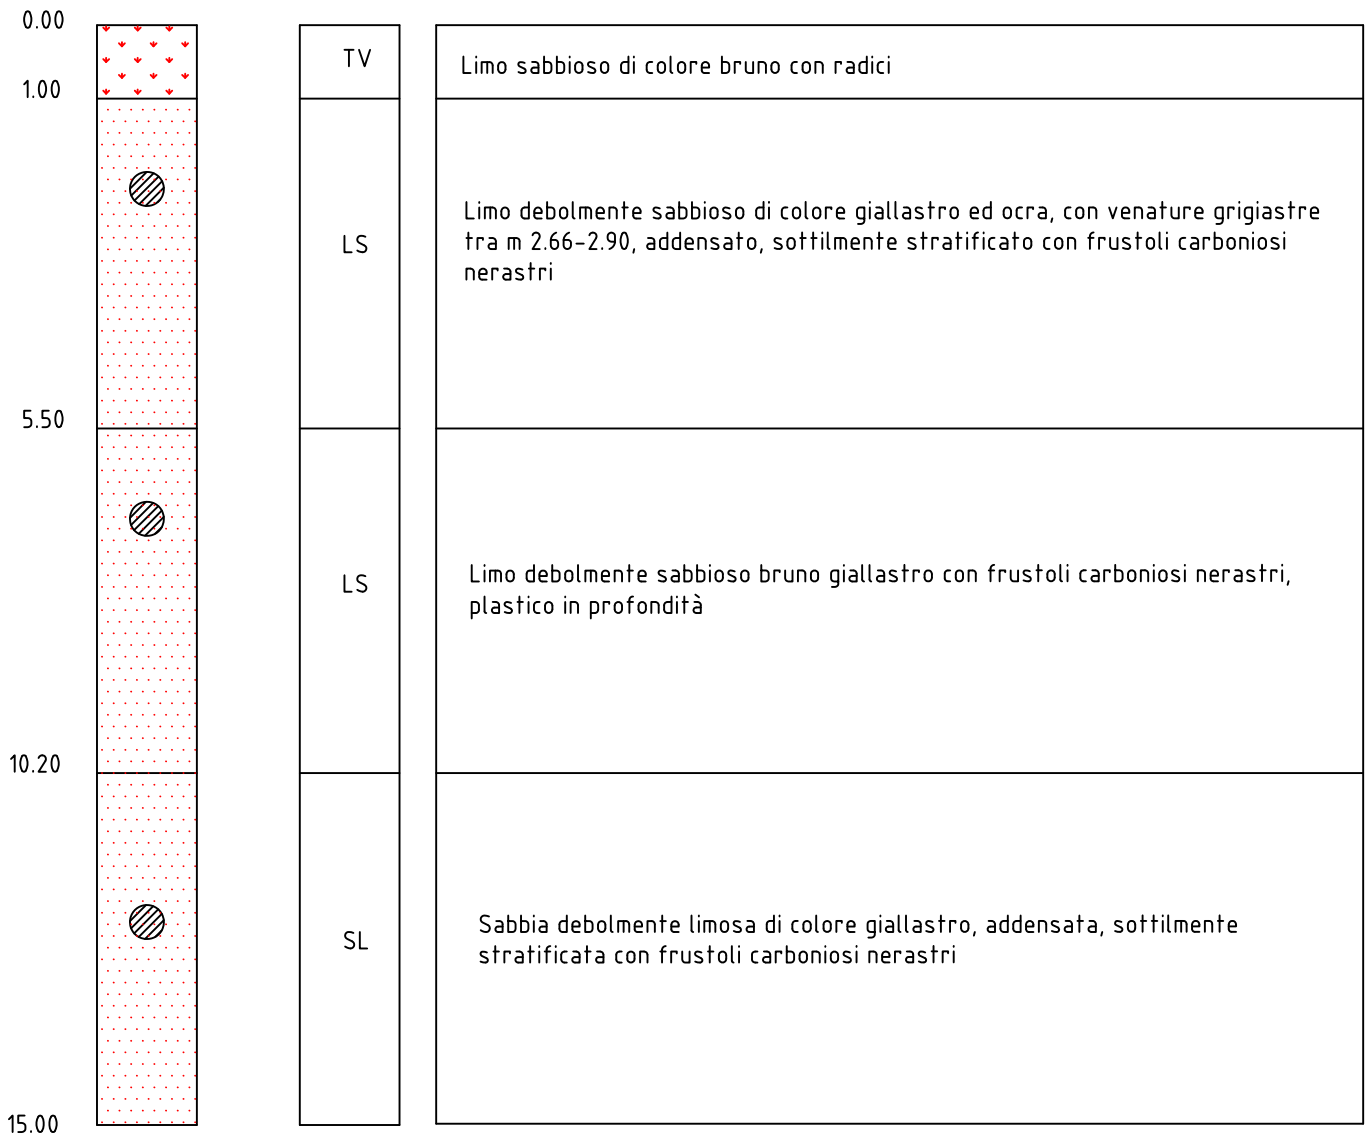 0.00
TV
Limo sabbioso di colore bruno con radici
1.00
LS
Limo debolmente sabbioso di colore giallastro ed ocra, con venature grigiastre
tra m 2.66-2.90, addensato, sottilmente stratificato con frustoli carboniosi
nerastri
5.50
LS
Limo debolmente sabbioso bruno giallastro con frustoli carboniosi nerastri,
plastico in profondità
10.20
SL
Sabbia debolmente limosa di colore giallastro, addensata, sottilmente
stratificata con frustoli carboniosi nerastri
15.00